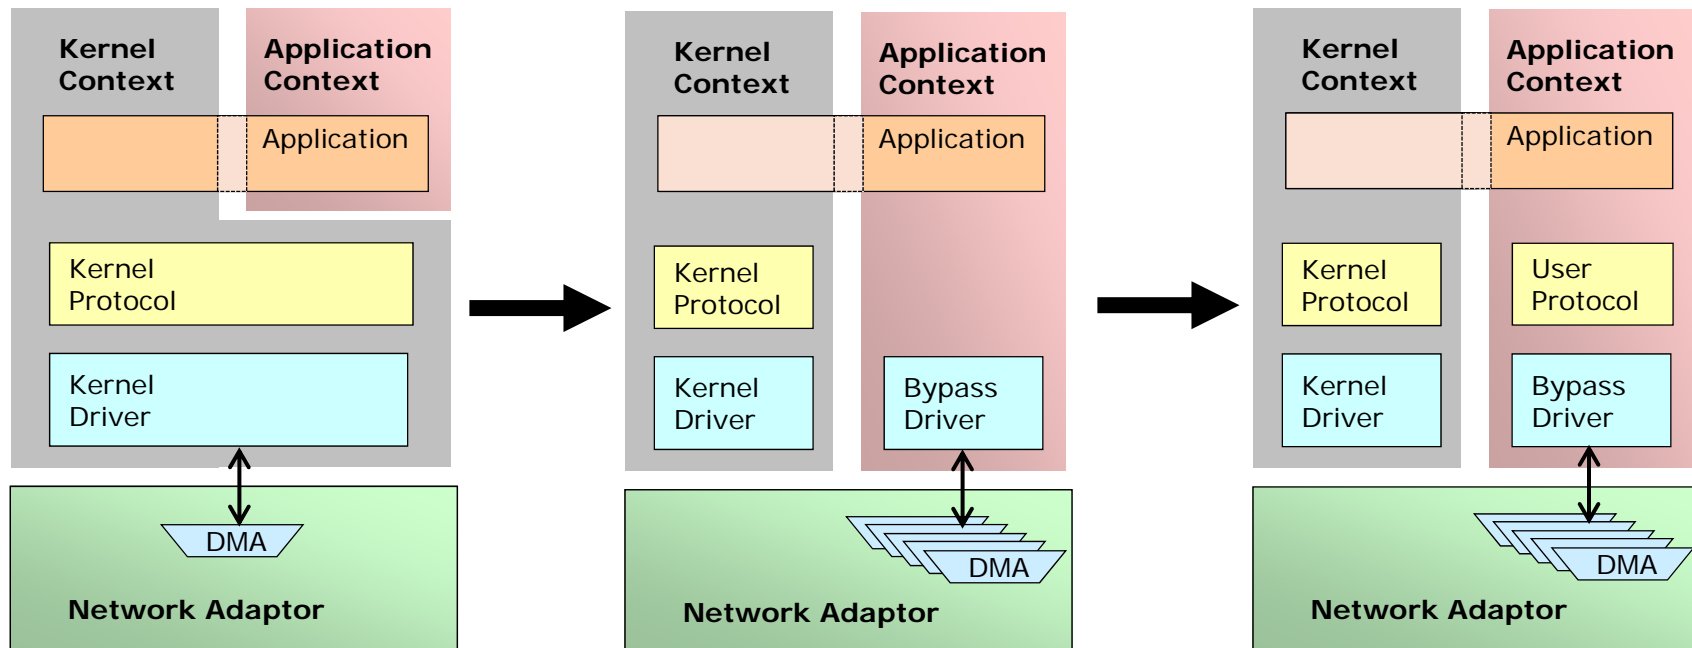 Kernel
Context
Application
Context
Application
Kernel
Protocol
Kernel
Driver
DMA
Network Adaptor
Kernel
Context
Application
Context
Application
Kernel
Protocol
Kernel
Driver
Bypass
Driver
DMA
Network Adaptor
Kernel
Context
Application
Context
Application
Kernel
Protocol
User
Protocol
Kernel
Driver
Bypass
Driver
DMA
Network Adaptor